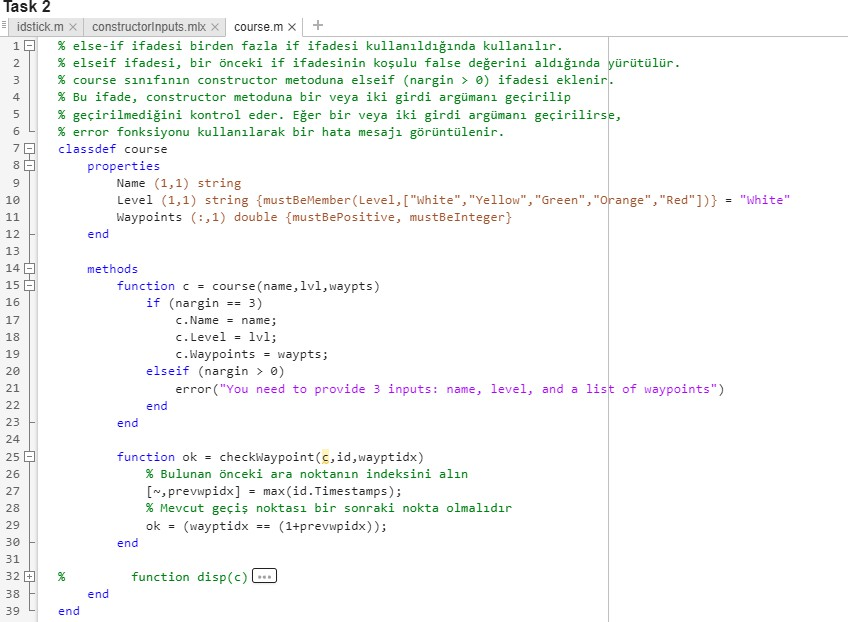 Task 2
idstick.m × constructorInputs.mlx × course.m × +
1 % else-if ifadesi birden fazla if ifadesi kullanıldığında kullanılır.
2 % elseif ifadesi, bir önceki if ifadesinin koşulu false değerini aldığında yürütülür.
3 % course sınıfının constructor metoduna elseif (nargin > 0) ifadesi eklenir.
4 % Bu ifade, constructor metoduna bir veya iki girdi argümanı geçirilip
5 % geçirilmediğini kontrol eder. Eğer bir veya iki girdi argümanı geçirilirse,
6 % error fonksiyonu kullanılarak bir hata mesajı görüntülenir.
7 classdef course
8 properties
9 Name (1,1) string
10 Level (1,1) string {mustBeMember(Level,["White","Yellow","Green","Orange","Red"])} = "White"
11 Waypoints (:,1) double {mustBePositive, mustBeInteger}
12 end
13
14 methods
15 function c = course(name,lvl,waypts)
16 if (nargin == 3)
17 c.Name = name;
18 c.Level = lvl;
19 c.Waypoints = waypts;
20 elseif (nargin > 0)
21 error("You need to provide 3 inputs: name, level, and a list of waypoints")
22 end
23 end
24
25 function ok = checkWaypoint(c,id,wayptidx)
26 % Bulunan önceki ara noktanın indeksini alın
27 [~,prevwpidx] = max(id.Timestamps);
28 % Mevcut geçiş noktası bir sonraki nokta olmalıdır
29 ok = (wayptidx == (1+prevwpidx));
30 end
31
32 % function disp(c) ...
38 end
39 end